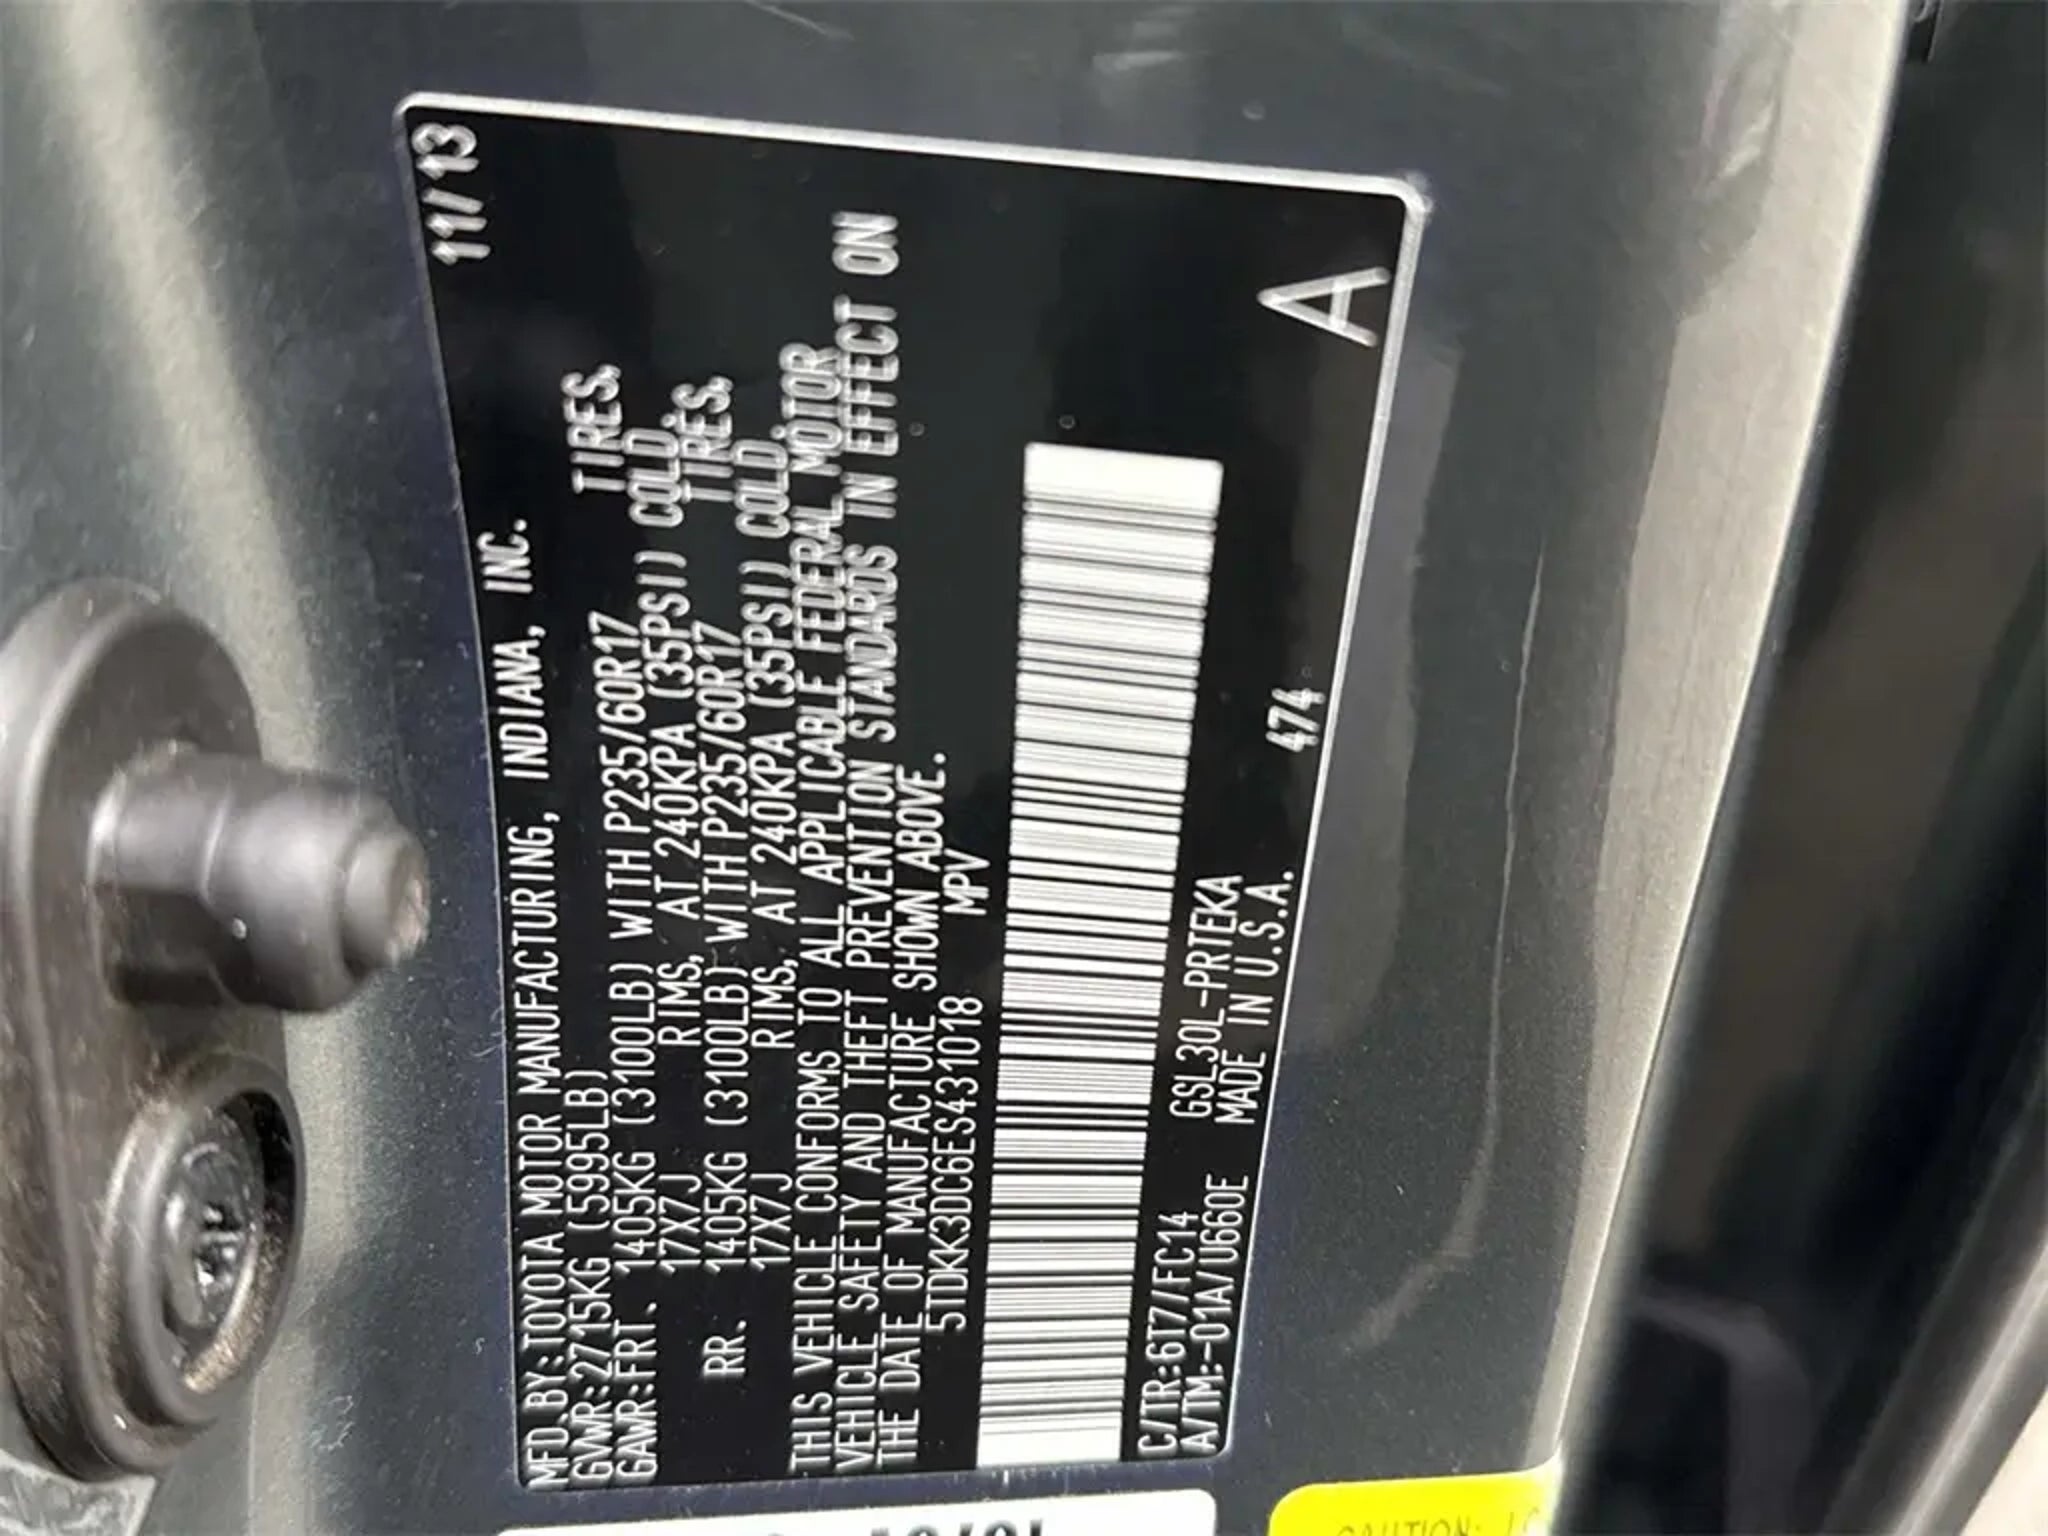 MFD.BY:TOYOTA MOTOR MANUFACTURING, INDIANA, INC. 11/13
GVWR:2715KG (5995LB)
GAWR:FRT. 1405KG (3100LB) WITH P235/60R17 TIRES,
17X7J RIMS, AT 240KPA (35PSI) COLD
RR. 1405KG (3100LB) WITH P235/60R17 TIRES,
17X7J RIMS, AT 240KPA (35PSI) COLD
THIS VEHICLE CONFORMS TO ALL APPLICABLE FEDERAL MOTOR
VEHICLE SAFETY AND THEFT PREVENTION STANDARDS IN EFFECT ON
THE DATE OF MANUFACTURE SHOWN ABOVE.
5TDKK3DC6ES431018 MPV
C/TR:6T7/FC14 GSL30L-PRTEKA
A/TM:-01A/U660E MADE IN U.S.A. 474
A
CAUTION: